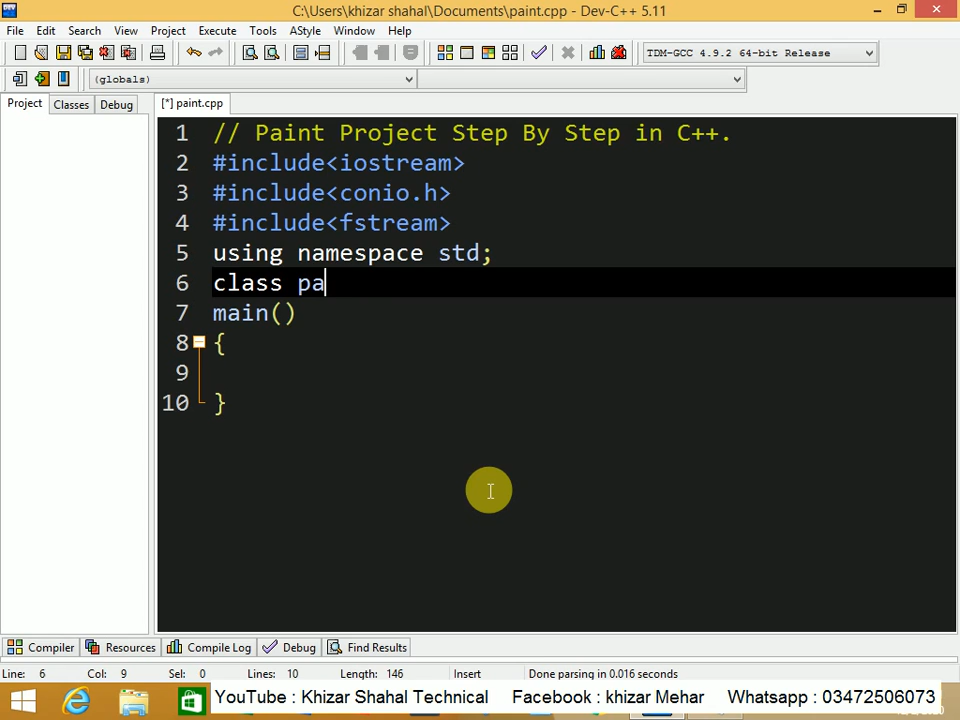 C:\Users\khizar shahal\Documents\paint.cpp - Dev-C++ 5.11
File Edit Search View Project Execute Tools AStyle Window Help
TDM-GCC 4.9.2 64-bit Release
(globals)
Project Classes Debug [*] paint.cpp
1 // Paint Project Step By Step in C++.
2 #include<iostream>
3 #include<conio.h>
4 #include<fstream>
5 using namespace std;
6 class pa
7 main()
8 {
9
10 }
Compiler Resources Compile Log Debug Find Results
Line: 6 Col: 9 Sel: 0 Lines: 10 Length: 146 Insert Done parsing in 0.016 seconds
YouTube : Khizar Shahal Technical Facebook : khizar Mehar Whatsapp : 03472506073